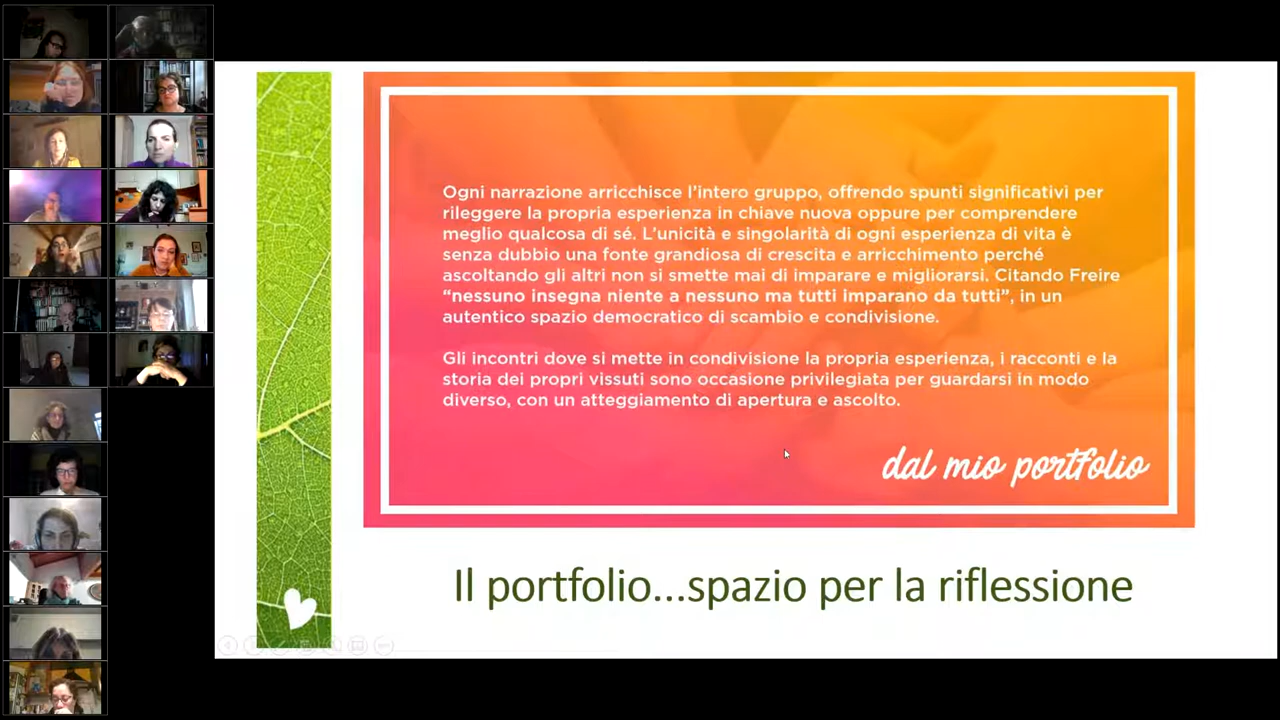 Ogni narrazione arricchisce l'intero gruppo, offrendo spunti significativi per
rileggere la propria esperienza in chiave nuova oppure per comprendere
meglio qualcosa di sé. L'unicità e singolarità di ogni esperienza di vita è
senza dubbio una fonte grandiosa di crescita e arricchimento perché
ascoltando gli altri non si smette mai di imparare e migliorarsi. Citando Freire
“nessuno insegna niente a nessuno ma tutti imparano da tutti”, in un
autentico spazio democratico di scambio e condivisione.
Gli incontri dove si mette in condivisione la propria esperienza, i racconti e la
storia dei propri vissuti sono occasione privilegiata per guardarsi in modo
diverso, con un atteggiamento di apertura e ascolto.
dal mio portfolio
Il portfolio...spazio per la riflessione